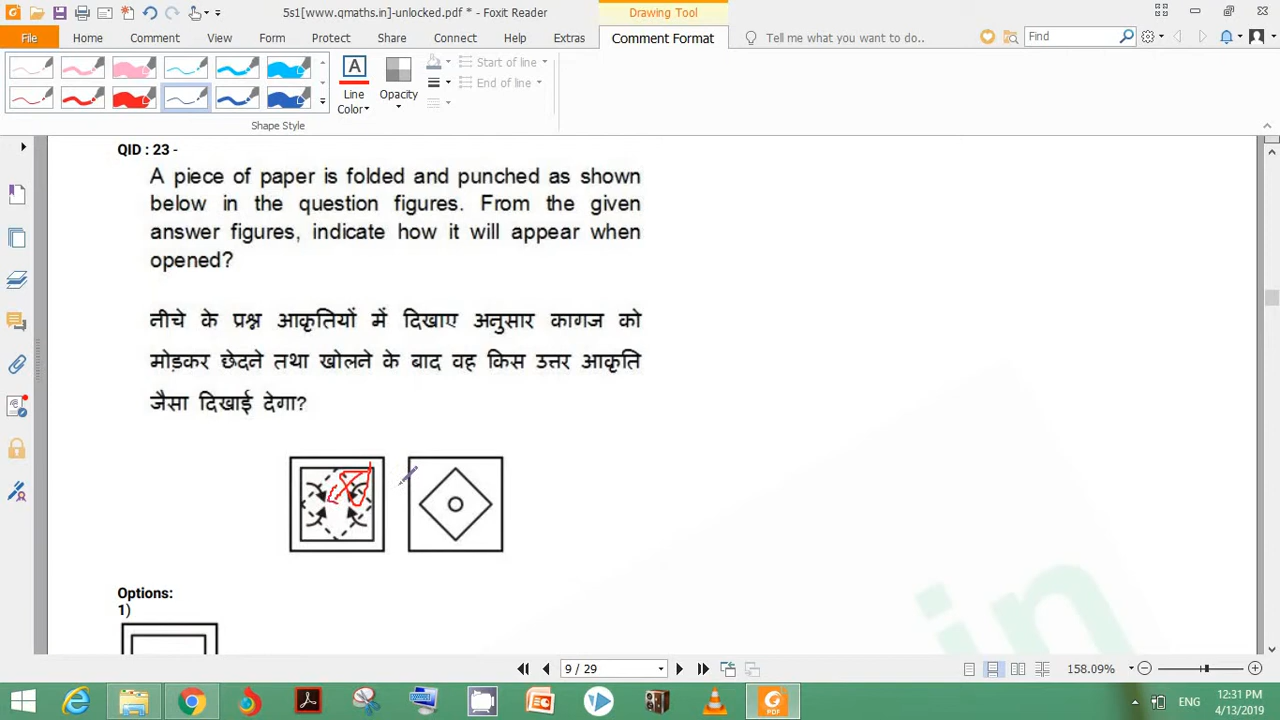 5s1[www.qmaths.in]-unlocked.pdf * - Foxit Reader
Drawing Tool
File Home Comment View Form Protect Share Connect Help Extras Comment Format Tell me what you want to do.. Find
Line Color
Opacity
Start of line
End of line
Shape Style
QID : 23 -
A piece of paper is folded and punched as shown
below in the question figures. From the given
answer figures, indicate how it will appear when
opened?
नीचे के प्रश्न आकृतियों में दिखाए अनुसार कागज को
मोड़कर छेदने तथा खोलने के बाद वह किस उत्तर आकृति
जैसा दिखाई देगा?
Options:
1)
in
9 / 29
158.09%
ENG
12:31 PM
4/13/2019